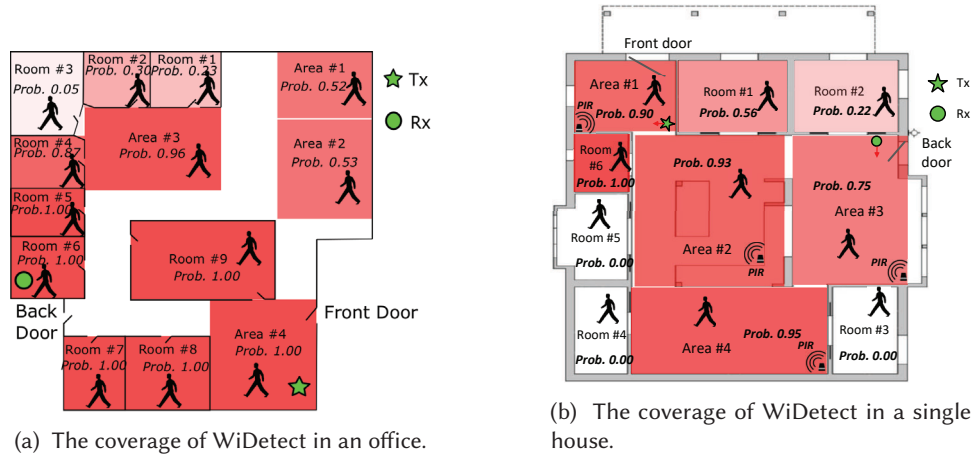 Room #3
Prob. 0.05
Room #2
Prob. 0.30
Room #1
Prob. 0.23
Area #1
Prob. 0.52
Tx
Rx
Room #4
Prob. 0.87
Area #3
Prob. 0.96
Area #2
Prob. 0.53
Room #5
Prob.1.00
Room #6
Prob. 1.00
Room #9
Prob. 1.00
Back
Door
Front Door
Area #4
Prob. 1.00
Room #7
Prob. 1.00
Room #8
Prob. 1.00
(a) The coverage of WiDetect in an office.
Front door
Area #1
PIR
Prob. 0.90
Room #1
Prob. 0.56
Room #2
Prob. 0.22
Tx
Rx
Back
door
Room
#6
Prob. 1.00
Prob. 0.93
Prob. 0.75
Room #5
Prob. 0.00
Area #2
PIR
Area #3
PIR
Room #4
Prob. 0.00
Prob. 0.95
Area #4
PIR
Room #3
Prob. 0.00
(b) The coverage of WiDetect in a single
house.